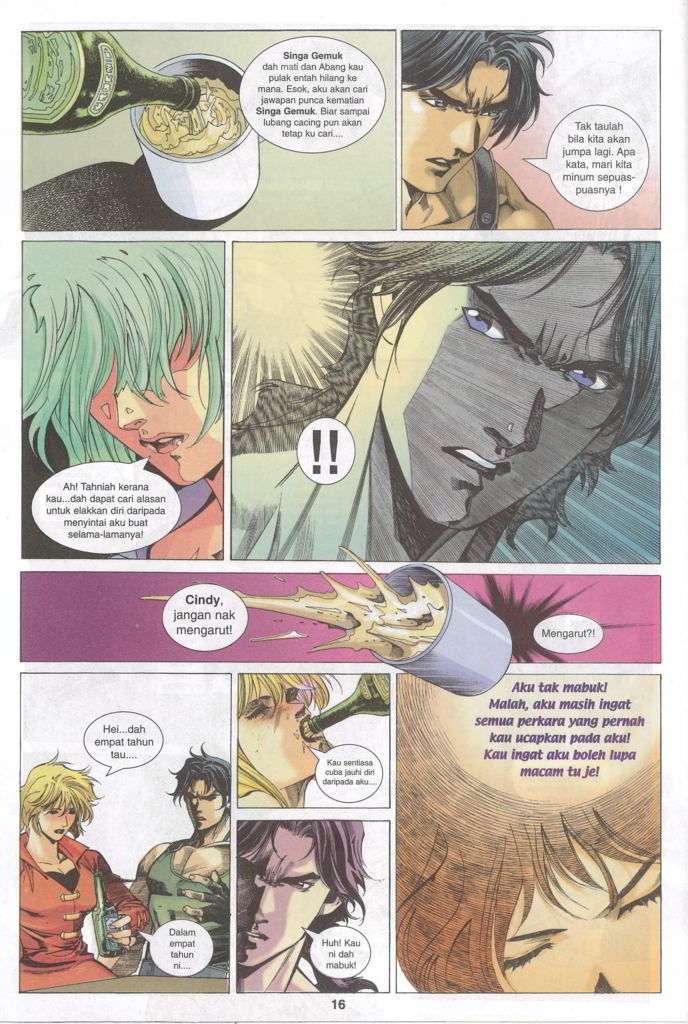 Singa Gemuk
dah mati dan Abang kau
pulak entah hilang ke
mana. Esok, aku akan cari
jawapan punca kematian
Singa Gemuk. Biar sampai
lubang cacing pun akan
tetap ku cari....
Tak taulah
bila kita akan
jumpa lagi. Apa
kata, mari kita
minum sepuas-
puasnya !
Ah! Tahniah kerana
kau...dah dapat cari alasan
untuk elakkan diri daripada
menyintai aku buat
selama-lamanya!
!!
Cindy,
jangan nak
mengarut!
Mengarut?!
Hei...dah
empat tahun
tau....
Dalam
empat
tahun
ni....
Kau sentiasa
cuba jauhi diri
daripada aku....
Huh! Kau
ni dah
mabuk!
Aku tak mabuk!
Malah, aku masih ingat
semua perkara yang pernah
kau ucapkan pada aku!
Kau ingat aku boleh lupa
macam tu je!
16